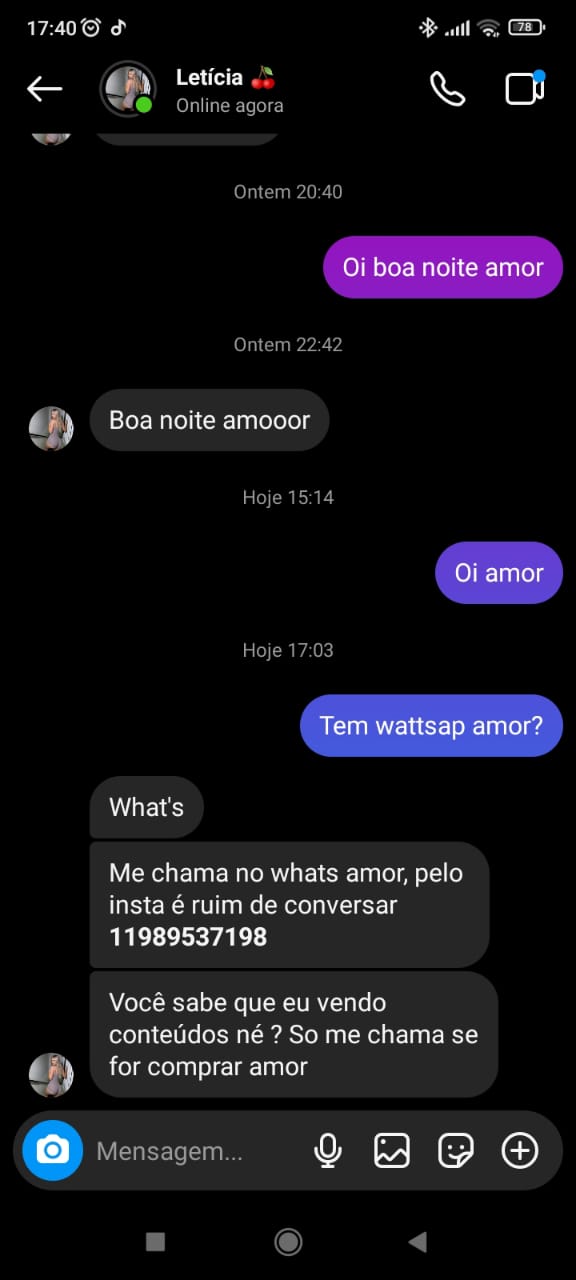 17:40
78
Letícia 🍒
Online agora
Ontem 20:40
Oi boa noite amor
Ontem 22:42
Boa noite amooor
Hoje 15:14
Oi amor
Hoje 17:03
Tem wattsap amor?
What's
Me chama no whats amor, pelo
insta é ruim de conversar
11989537198
Você sabe que eu vendo
conteúdos né ? So me chama se
for comprar amor
Mensagem...